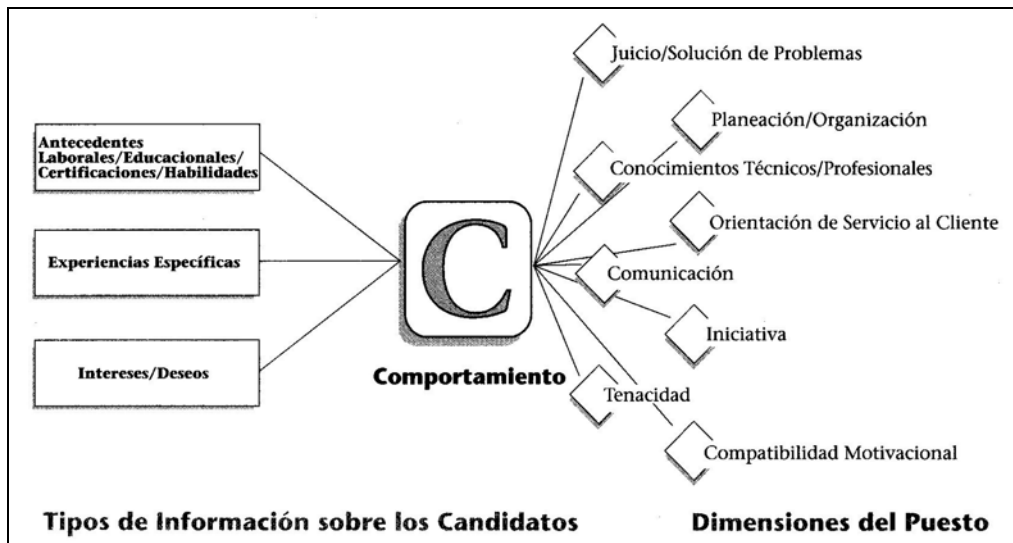 Antecedentes
Laborales/Educacionales/
Certificaciones/Habilidades
Experiencias Específicas
Intereses/Deseos
C
Comportamiento
Juicio/Solución de Problemas
Planeación/Organización
Conocimientos Técnicos/Profesionales
Orientación de Servicio al Cliente
Comunicación
Iniciativa
Tenacidad
Compatibilidad Motivacional
Tipos de Información sobre los Candidatos
Dimensiones del Puesto